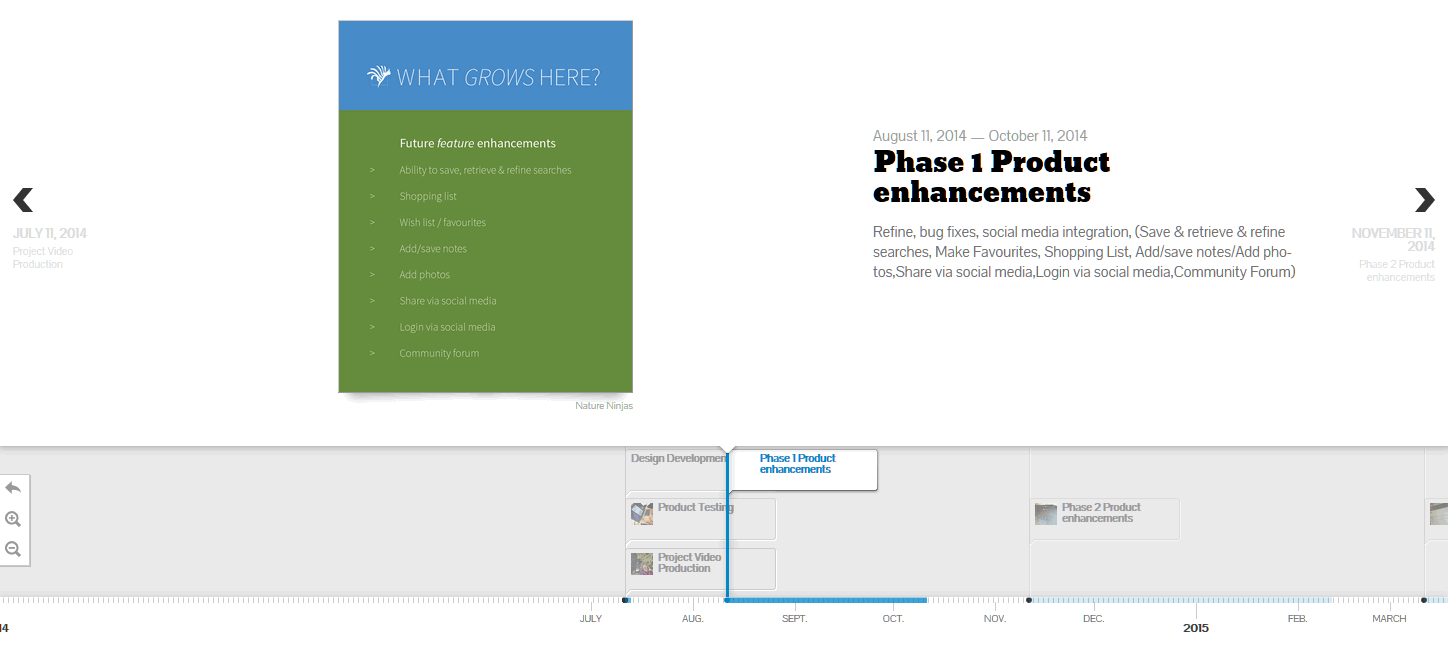 WHAT GROWS HERE?
Future feature enhancements
> Ability to save, retrieve & refine searches
> Shopping list
> Wish list / favourites
> Add/save notes
> Add photos
> Share via social media
> Login via social media
> Community forum
Nature Ninjas
August 11, 2014 — October 11, 2014
Phase 1 Product
enhancements
Refine, bug fixes, social media integration, (Save & retrieve & refine
searches, Make Favourites, Shopping List, Add/save notes/Add pho-
tos,Share via social media,Login via social media,Community Forum)
JULY 11, 2014
Project Video
Production
NOVEMBER 11,
2014
Phase 2 Product
enhancements
Design Developmen
Phase 1 Product
enhancements
Product Testing
Phase 2 Product
enhancements
Project Video
Production
JULY AUG. SEPT. OCT. NOV. DEC. 2015 FEB. MARCH
14